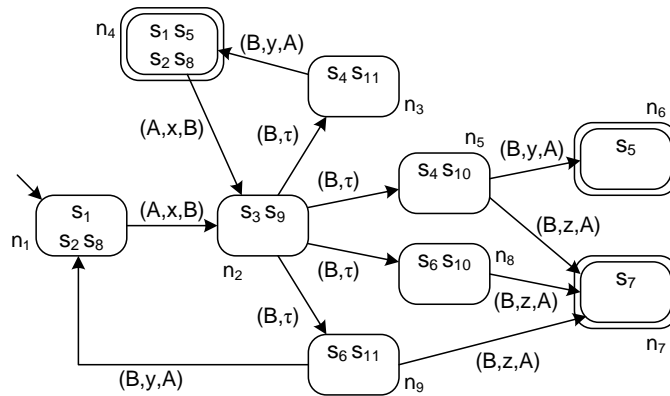 n4
S1 S5
S2 S8
(B,y,A)
S4 S11
n3
(A,x,B)
(B,τ)
n6
S5
n5
(B,y,A)
(B,τ)
S4 S10
S1
S2 S8
n1
(A,x,B)
S3 S9
n2
(B,z,A)
(B,τ)
S6 S10
n8
(B,z,A)
S7
n7
(B,τ)
S6 S11
n9
(B,y,A)
(B,z,A)